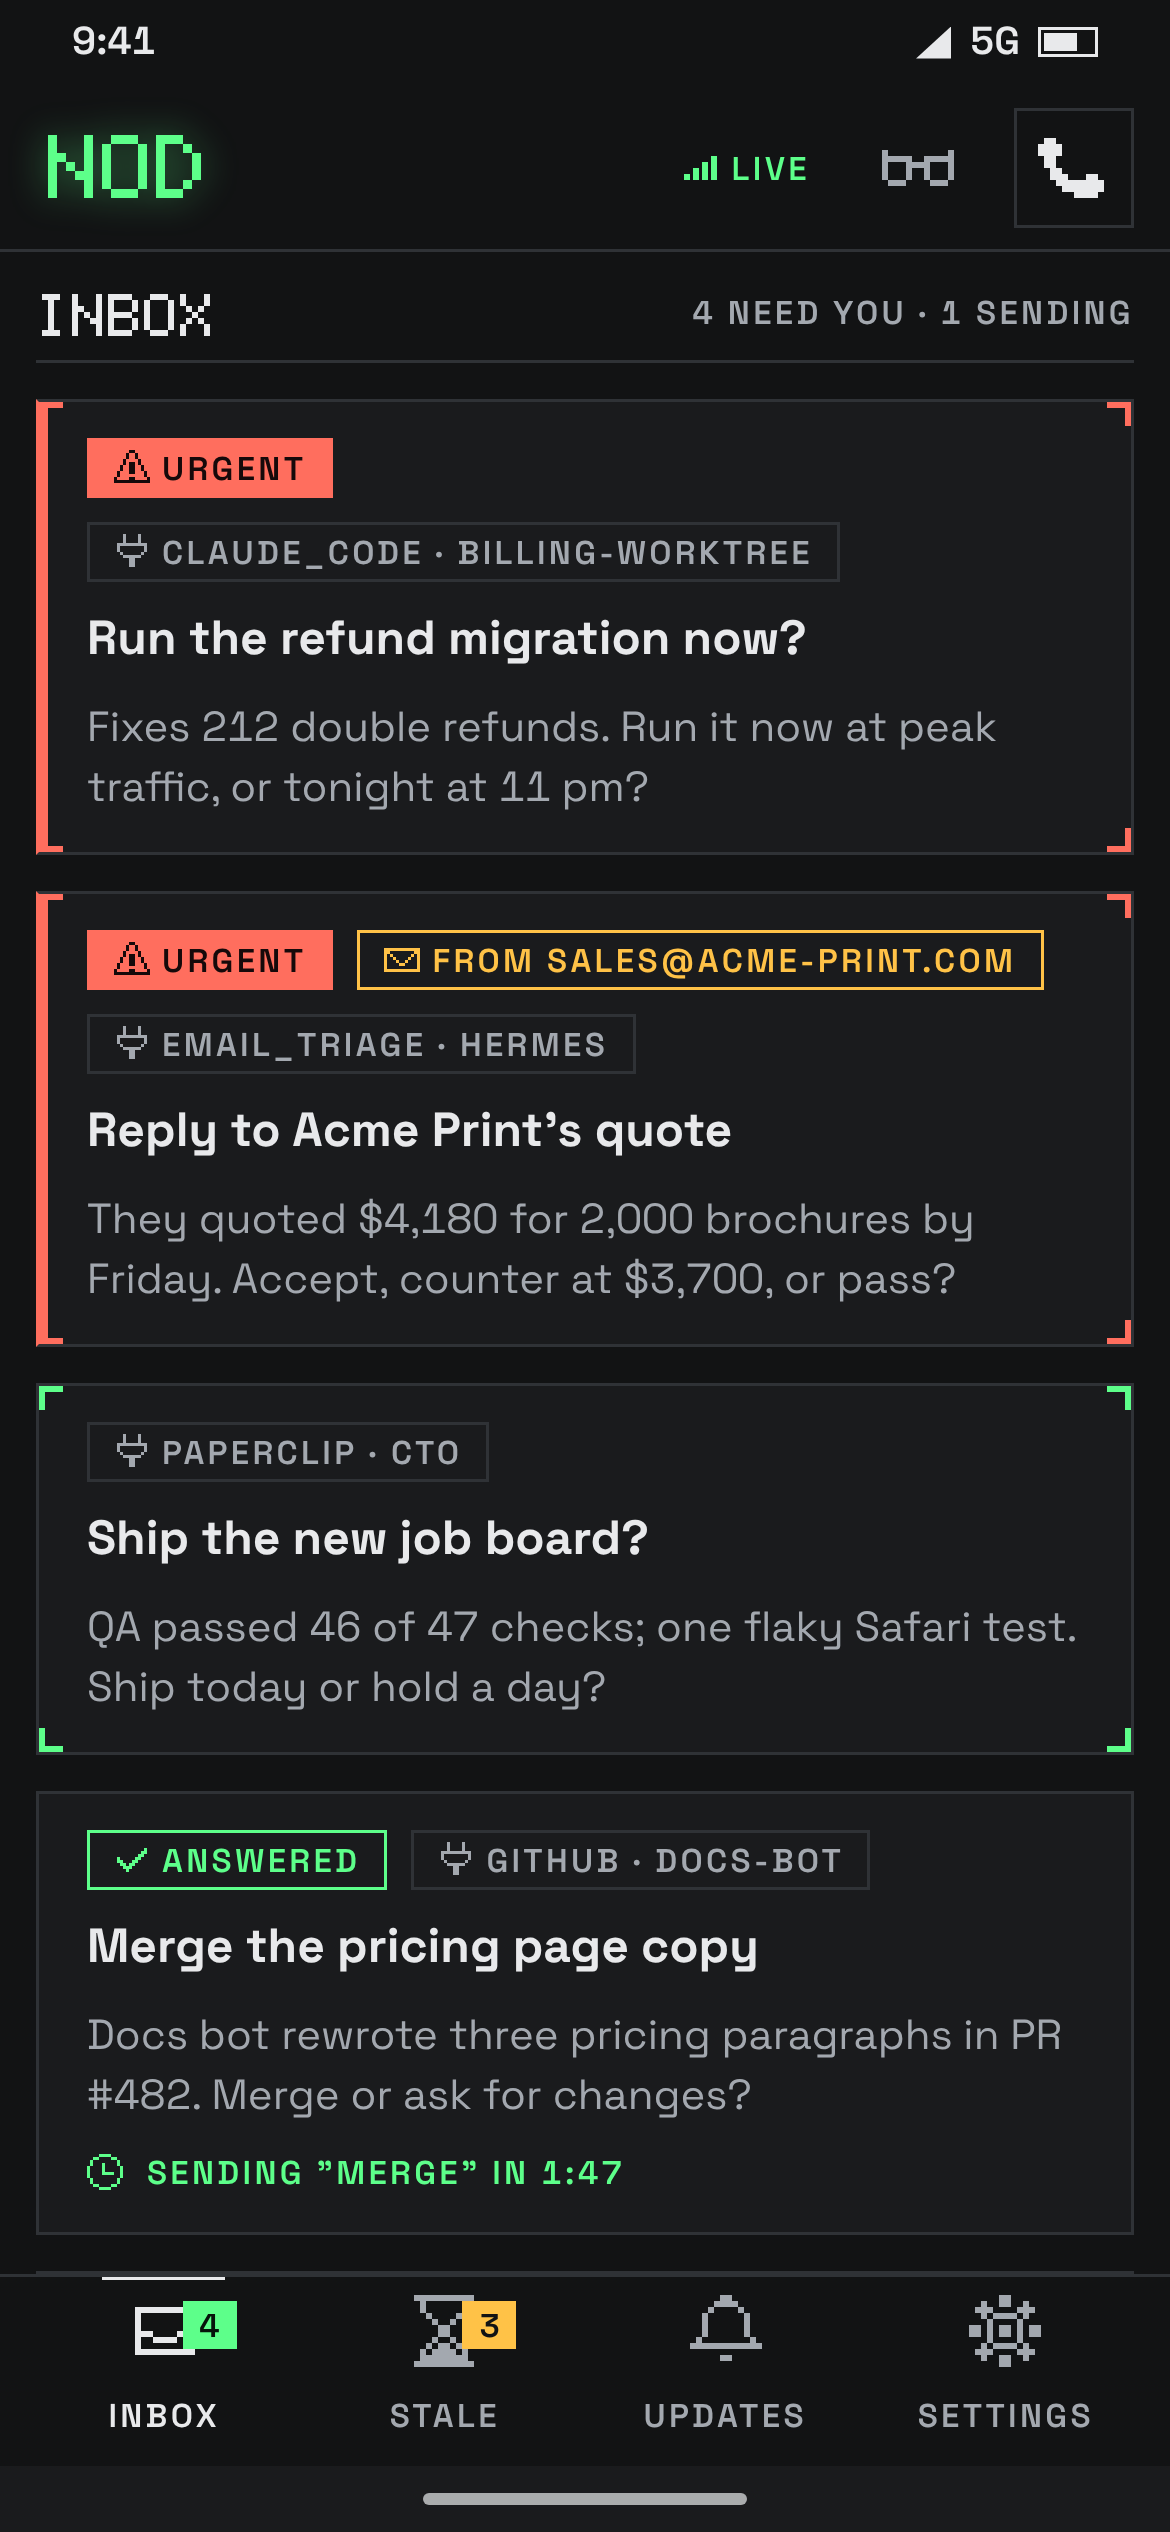 9:41
5G
NOD
LIVE
INBOX
4 NEED YOU · 1 SENDING
URGENT
CLAUDE_CODE · BILLING-WORKTREE
Run the refund migration now?
Fixes 212 double refunds. Run it now at peak
traffic, or tonight at 11 pm?
URGENT
FROM SALES@ACME-PRINT.COM
EMAIL_TRIAGE · HERMES
Reply to Acme Print’s quote
They quoted $4,180 for 2,000 brochures by
Friday. Accept, counter at $3,700, or pass?
PAPERCLIP · CTO
Ship the new job board?
QA passed 46 of 47 checks; one flaky Safari test.
Ship today or hold a day?
ANSWERED
GITHUB · DOCS-BOT
Merge the pricing page copy
Docs bot rewrote three pricing paragraphs in PR
#482. Merge or ask for changes?
SENDING ”MERGE” IN 1:47
4
3
INBOX
STALE
UPDATES
SETTINGS